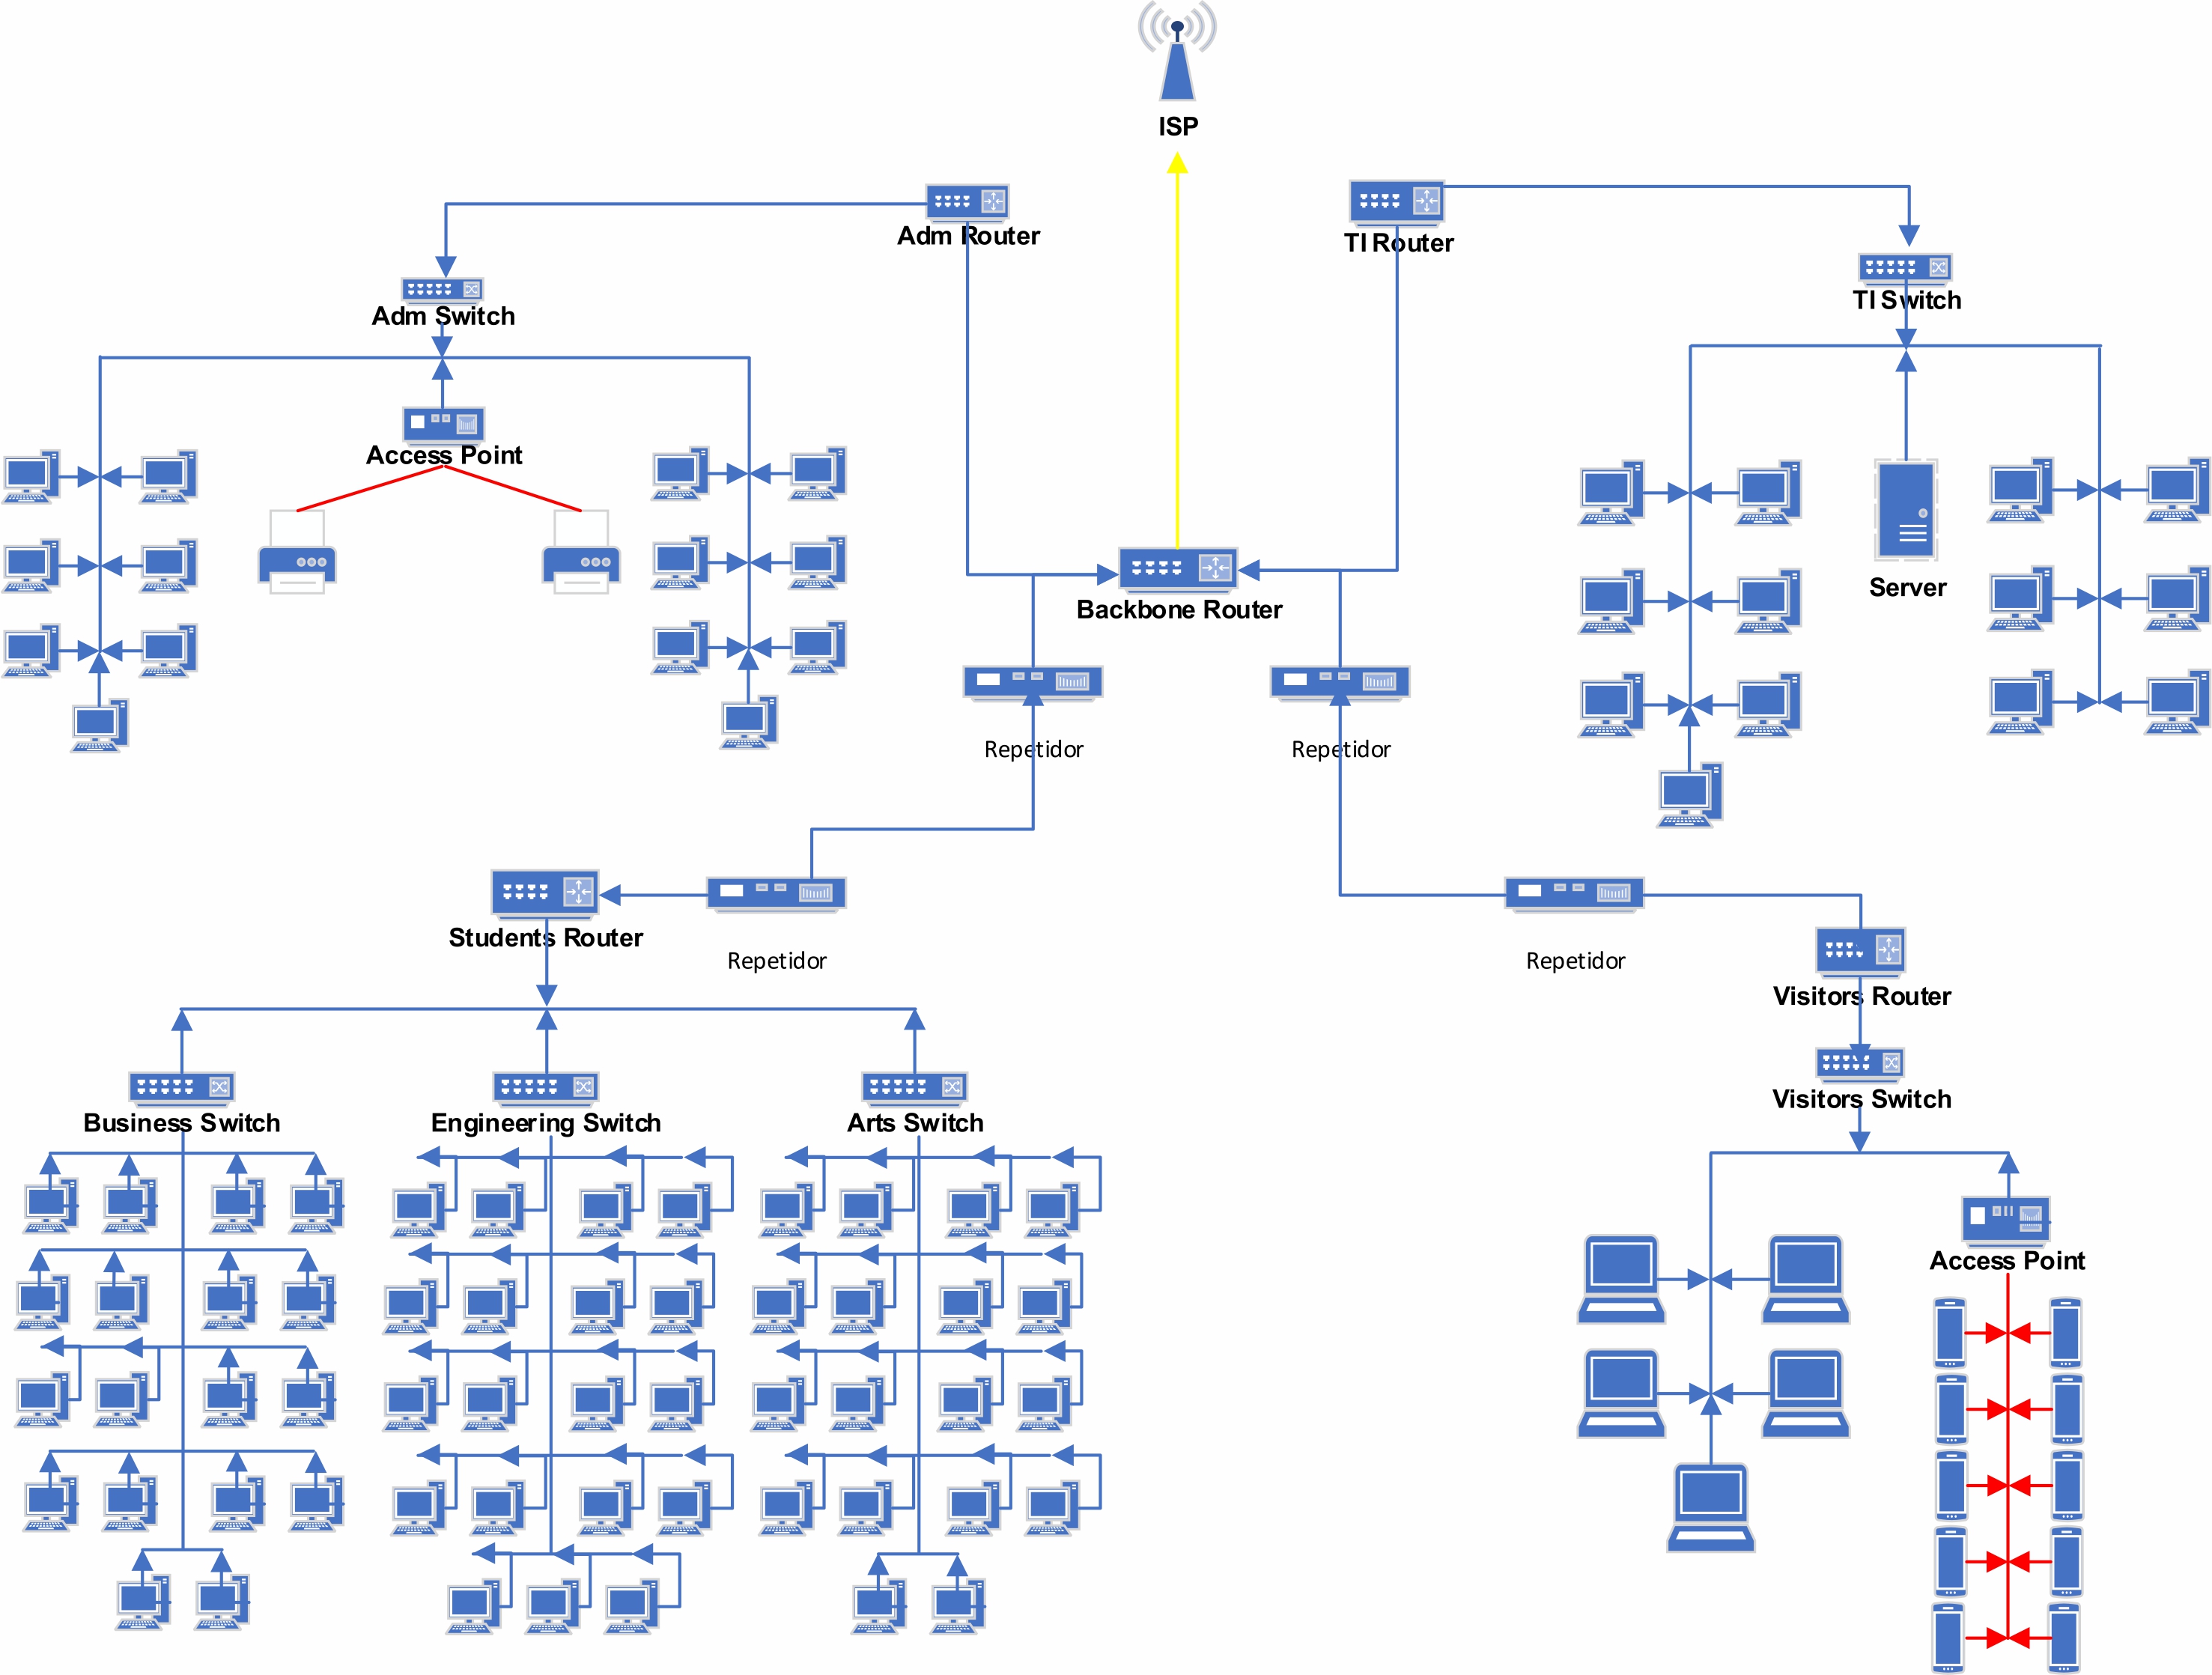 ISP
Adm Router
TI Router
Adm Switch
TI Switch
Access Point
Server
Backbone Router
Repetidor
Repetidor
Students Router
Repetidor
Repetidor
Visitors Router
Visitors Switch
Business Switch
Engineering Switch
Arts Switch
Access Point